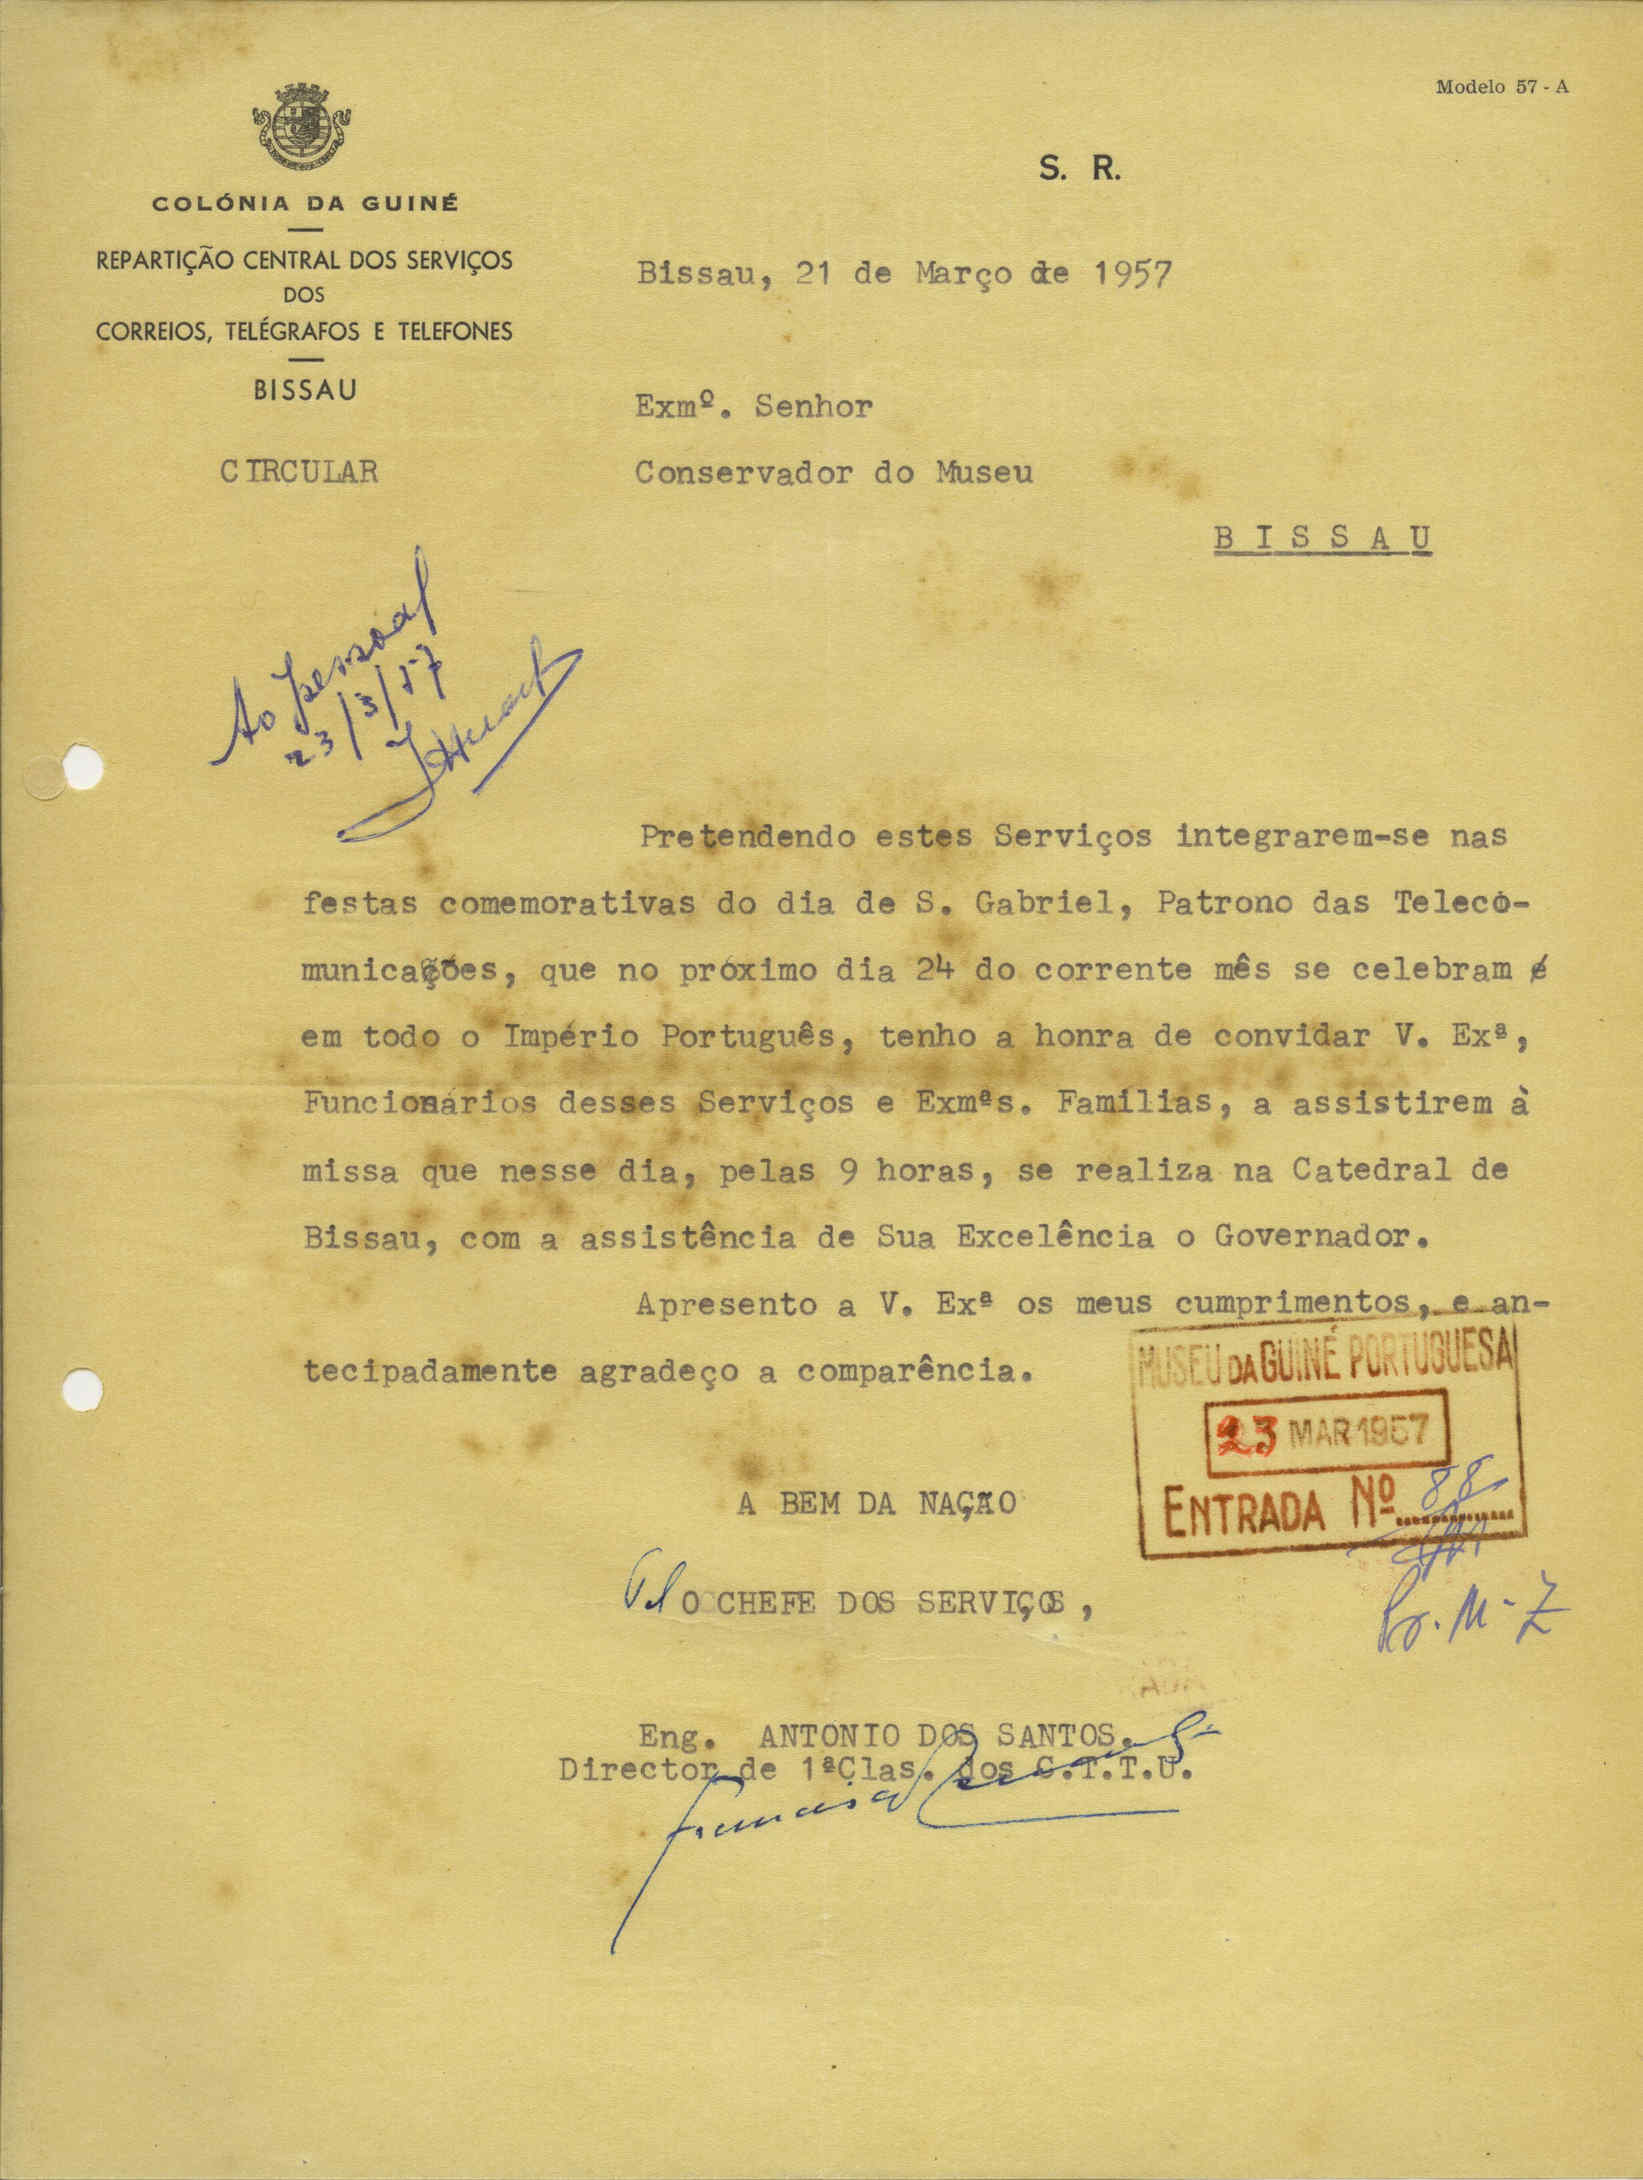 Modelo 57 - A
S. R.
COLÓNIA DA GUINÉ
REPARTIÇÃO CENTRAL DOS SERVIÇOS
DOS
CORREIOS, TELÉGRAFOS E TELEFONES
BISSAU
CIRCULAR
Bissau, 21 de Março de 1957
Exmº. Senhor
Conservador do Museu
B I S S A U
Ao Pessoal
23/3/57
Pretendendo estes Serviços integrarem-se nas
festas comemorativas do dia de S. Gabriel, Patrono das Teleco-
municações, que no próximo dia 24 do corrente mês se celebram
em todo o Império Português, tenho a honra de convidar V. Exª,
Funcionários desses Serviços e Exmªs. Familias, a assistirem à
missa que nesse dia, pelas 9 horas, se realiza na Catedral de
Bissau, com a assistência de Sua Excelência o Governador.
Apresento a V. Exª os meus cumprimentos, e an-
tecipadamente agradeço a comparência.
MUSEU DA GUINÉ PORTUGUESA
23 MAR 1957
ENTRADA Nº 88
A BEM DA NAÇÃO
O CHEFE DOS SERVIÇOS,
Pr. M-Z
Eng. ANTONIO DOS SANTOS.
Director de 1ªClas. dos C.T.T.U.